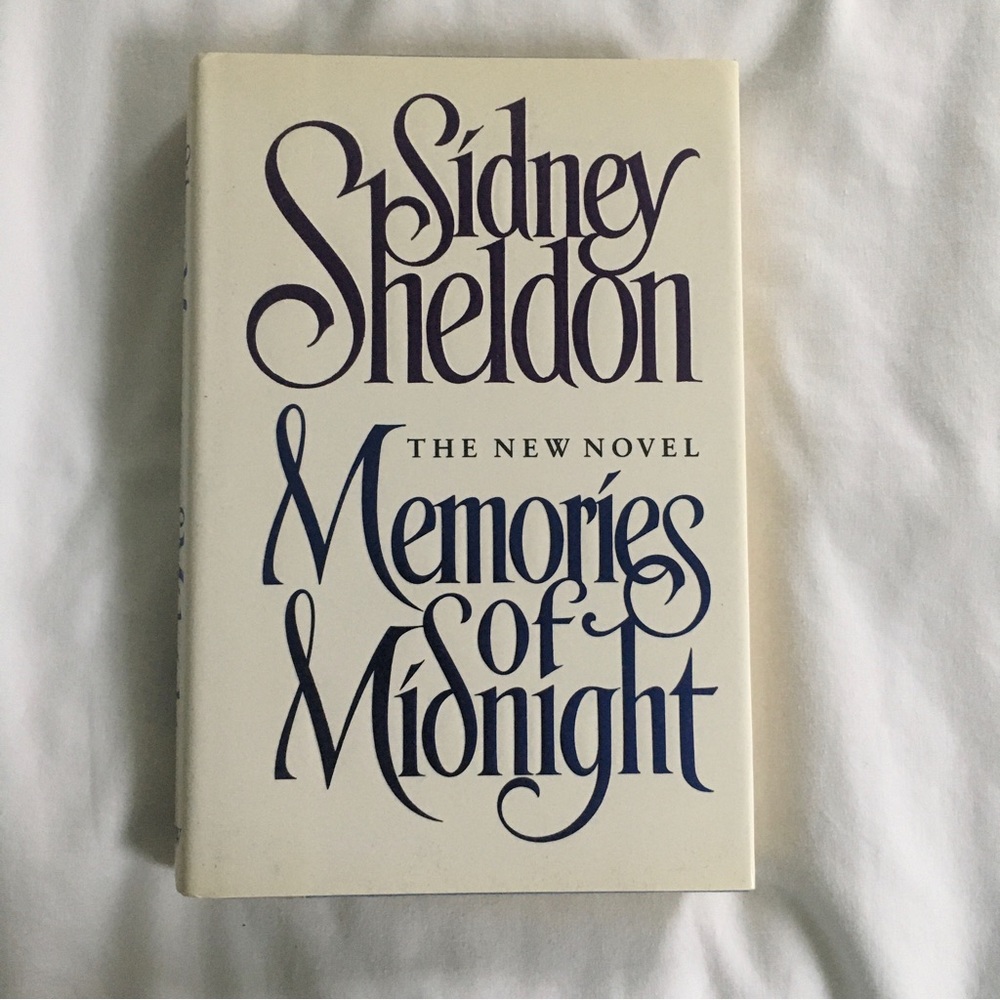 Sidney
Sheldon
THE NEW NOVEL
Memories
of
Midnight